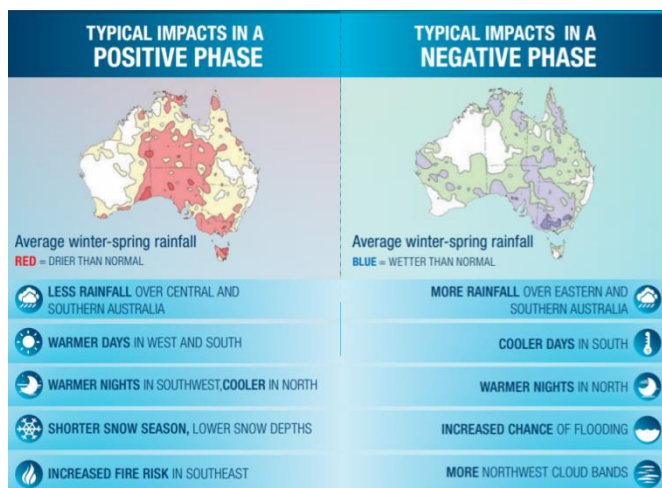 TYPICAL IMPACTS IN A
POSITIVE PHASE
Average winter-spring rainfall
RED = DRIER THAN NORMAL
LESS RAINFALL OVER CENTRAL AND
SOUTHERN AUSTRALIA
WARMER DAYS IN WEST AND SOUTH
WARMER NIGHTS IN SOUTHWEST,COOLER IN NORTH
SHORTER SNOW SEASON, LOWER SNOW DEPTHS
INCREASED FIRE RISK IN SOUTHEAST
TYPICAL IMPACTS IN A
NEGATIVE PHASE
Average winter-spring rainfall
BLUE = WETTER THAN NORMAL
MORE RAINFALL OVER EASTERN AND
SOUTHERN AUSTRALIA
COOLER DAYS IN SOUTH
WARMER NIGHTS IN NORTH
INCREASED CHANCE OF FLOODING
MORE NORTHWEST CLOUD BANDS